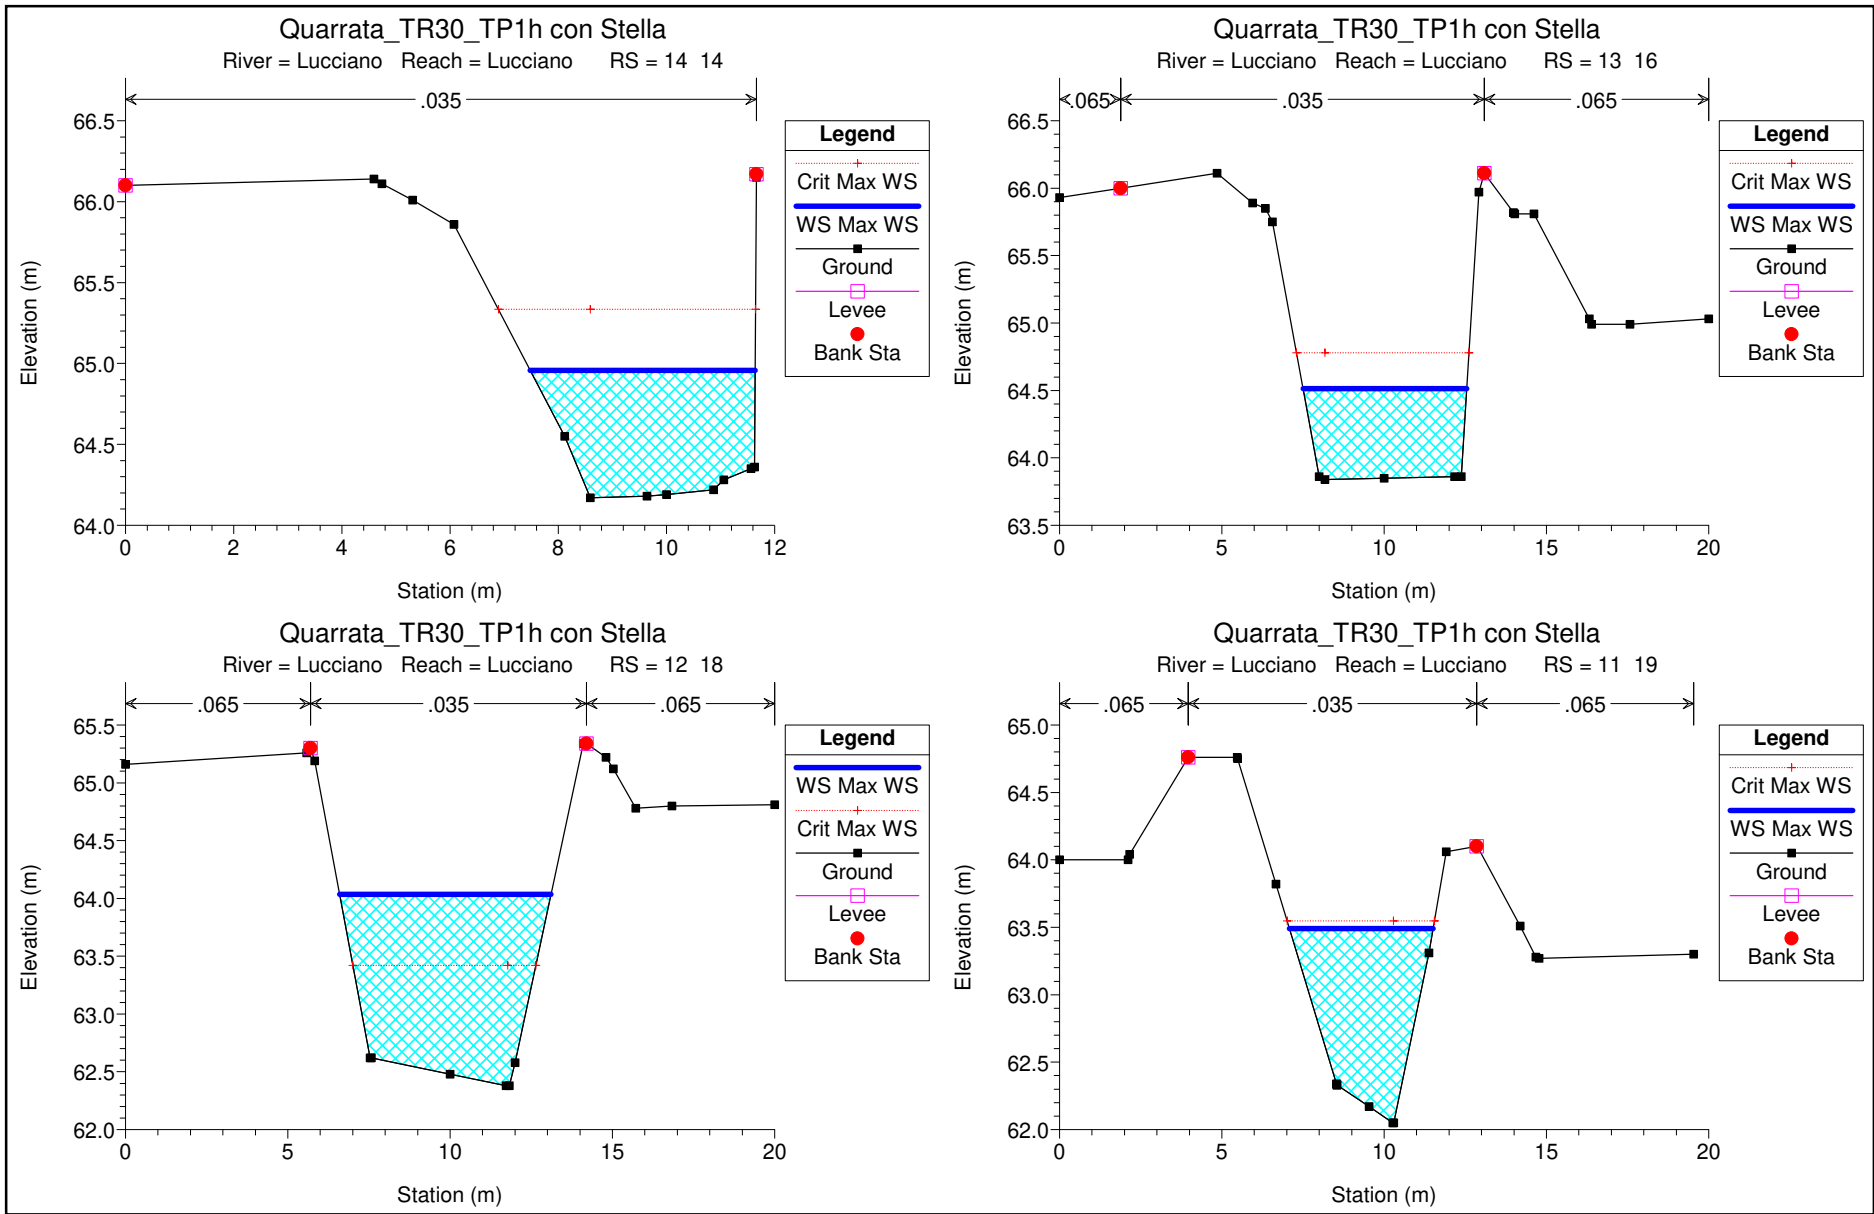 Quarrata_TR30_TP1h con Stella
River = Lucciano Reach = Lucciano RS = 14 14
.035
66.5
66.0
65.5
65.0
64.5
64.0
0 2 4 6 8 10 12
Elevation (m)
Station (m)
Legend
Crit Max WS
WS Max WS
Ground
Levee
Bank Sta
Quarrata_TR30_TP1h con Stella
River = Lucciano Reach = Lucciano RS = 13 16
.065 .035 .065
66.5
66.0
65.5
65.0
64.5
64.0
63.5
0 5 10 15 20
Elevation (m)
Station (m)
Legend
Crit Max WS
WS Max WS
Ground
Levee
Bank Sta
Quarrata_TR30_TP1h con Stella
River = Lucciano Reach = Lucciano RS = 12 18
.065 .035 .065
65.5
65.0
64.5
64.0
63.5
63.0
62.5
62.0
0 5 10 15 20
Elevation (m)
Station (m)
Legend
WS Max WS
Crit Max WS
Ground
Levee
Bank Sta
Quarrata_TR30_TP1h con Stella
River = Lucciano Reach = Lucciano RS = 11 19
.065 .035 .065
65.0
64.5
64.0
63.5
63.0
62.5
62.0
0 5 10 15 20
Elevation (m)
Station (m)
Legend
Crit Max WS
WS Max WS
Ground
Levee
Bank Sta